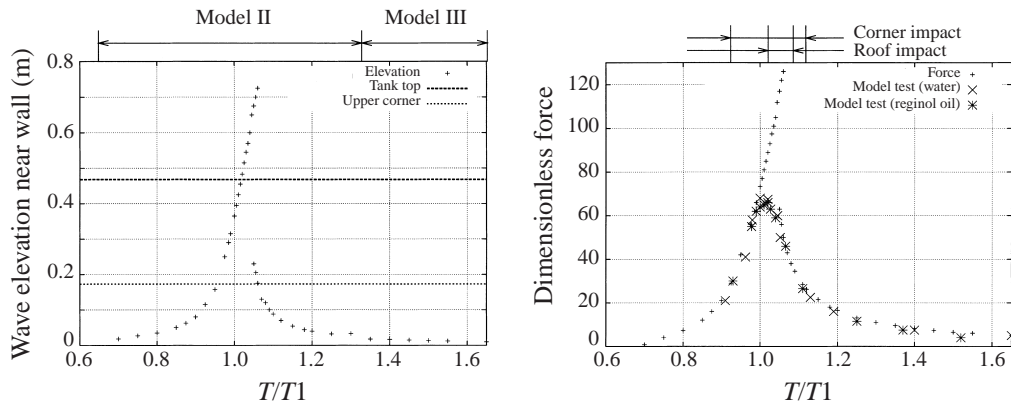 Model II Model III
0.8
0.6
0.4
0.2
0
0.6 0.8 1.0 1.2 1.4 1.6
Wave elevation near wall (m)
T/T1
Elevation
Tank top
Upper corner
Corner impact
Roof impact
120
100
80
60
40
20
0
0.6 0.8 1.0 1.2 1.4 1.6
Dimensionless force
T/T1
Force
Model test (water)
Model test (reginol oil)